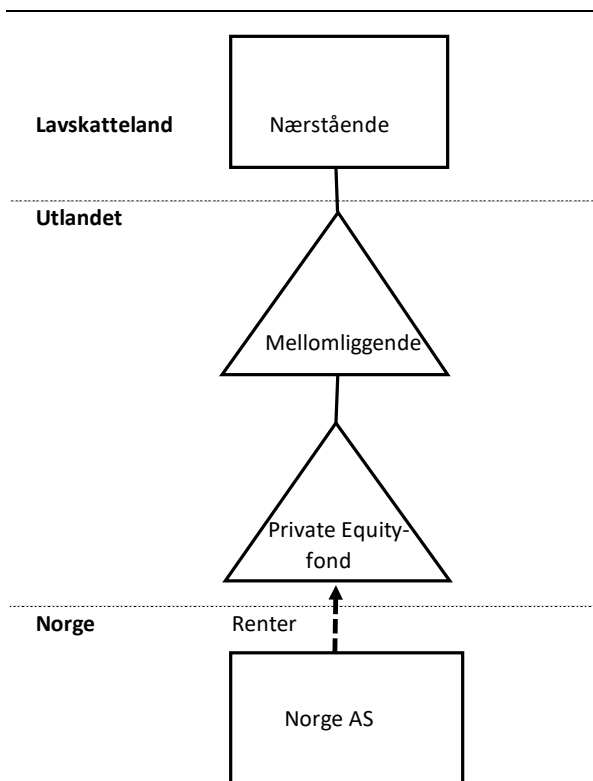 Lavskatteland
Nærstående
Utlandet
Mellomliggende
Private Equity-
fond
Norge
Renter
Norge AS